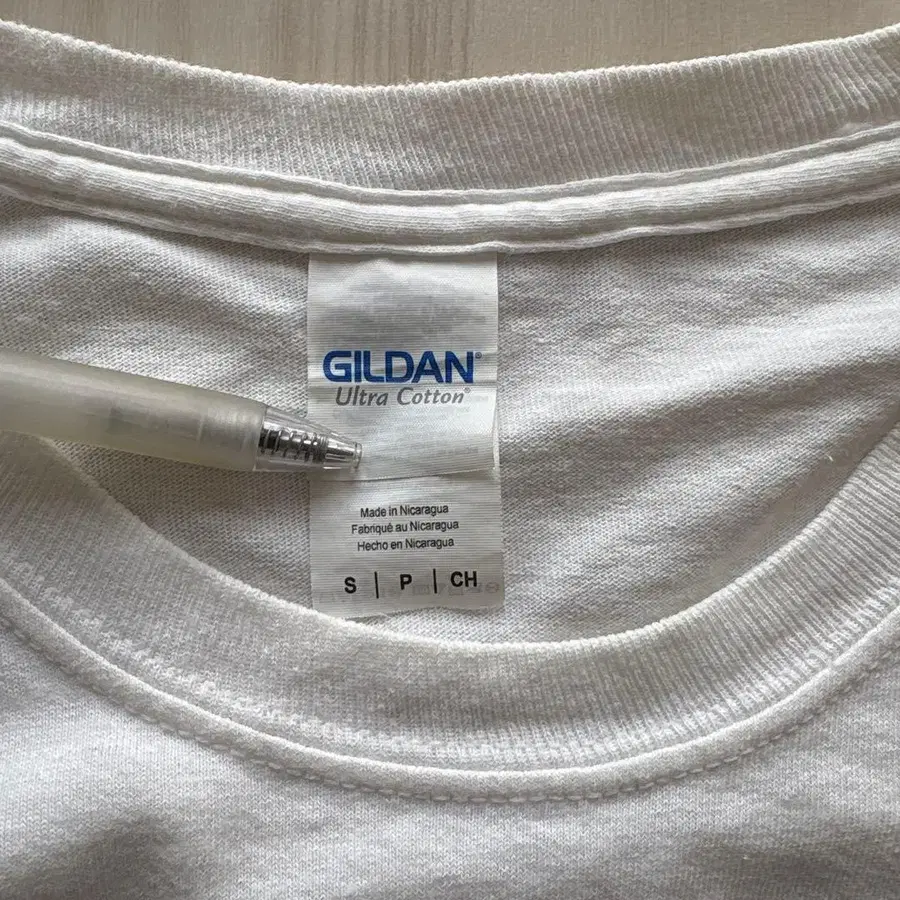 GILDAN®
Ultra Cotton®
Made in Nicaragua
Fabriqué au Nicaragua
Hecho en Nicaragua
S | P | CH